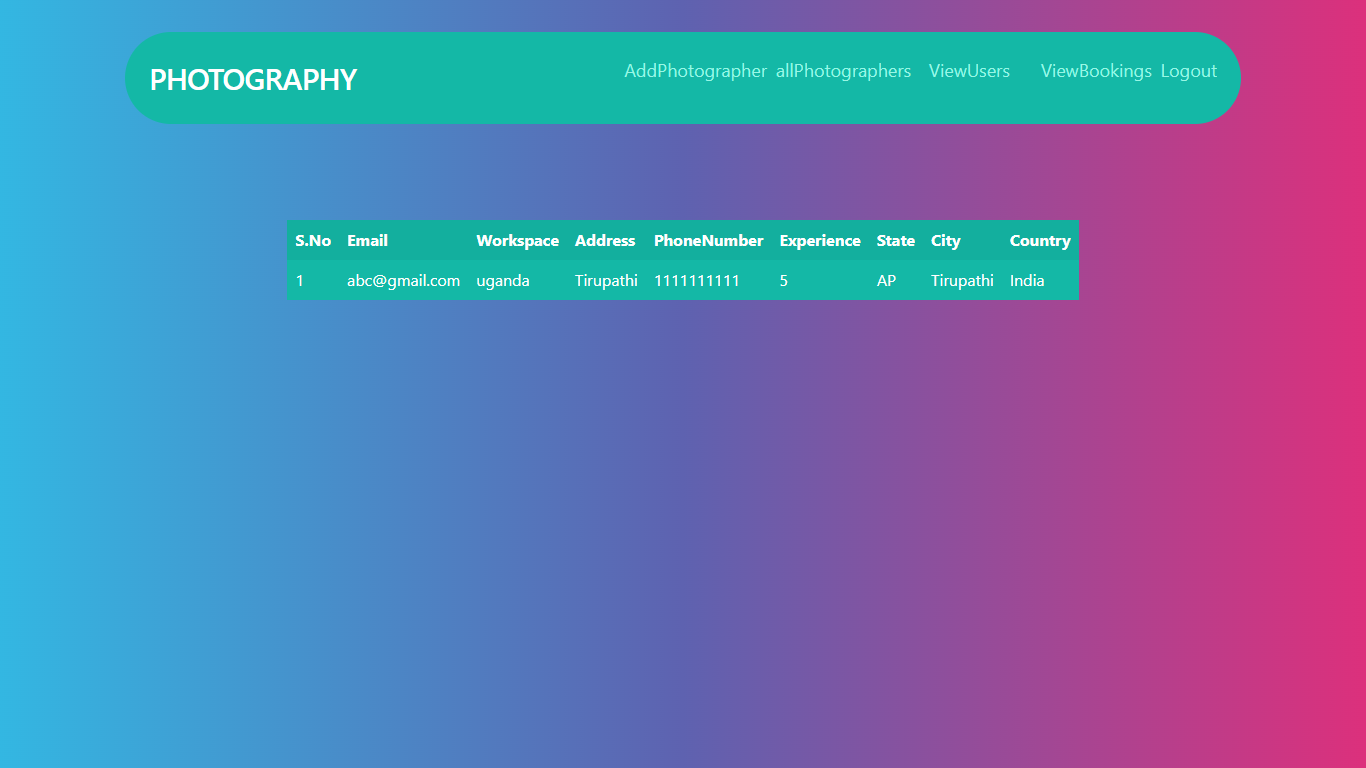 PHOTOGRAPHY AddPhotographer allPhotographers ViewUsers ViewBookings Logout
S.No Email Workspace Address PhoneNumber Experience State City Country
1 abc@gmail.com uganda Tirupathi 1111111111 5 AP Tirupathi India